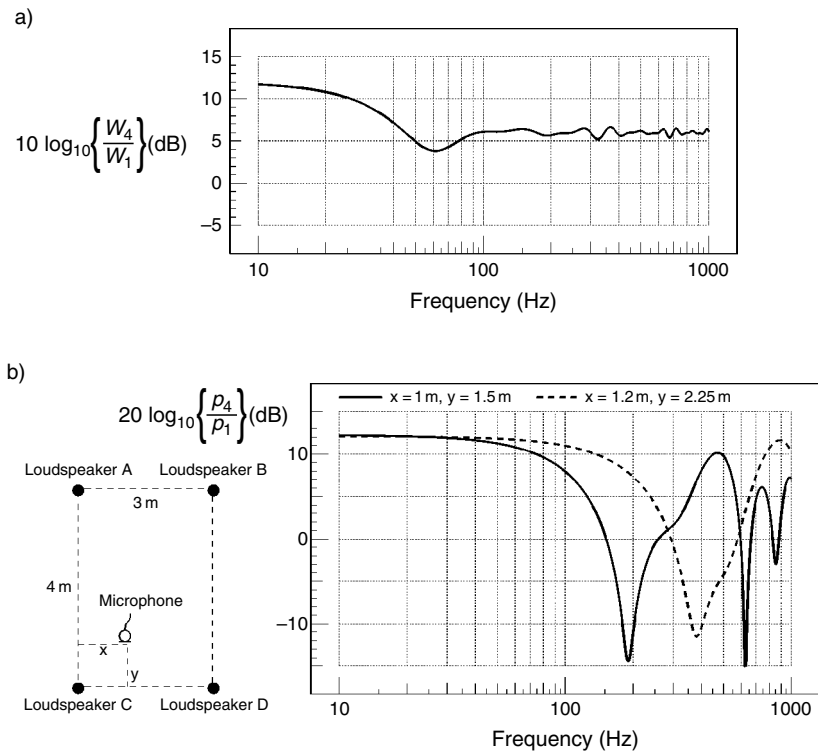 a)
15
10
5
0
−5
10 log10{W4/W1}(dB)
10
100
1000
Frequency (Hz)
b)
20 log10{p4/p1}(dB)
x = 1 m, y = 1.5 m
x = 1.2 m, y = 2.25 m
10
0
−10
10
100
1000
Frequency (Hz)
Loudspeaker A
Loudspeaker B
3 m
4 m
Microphone
x
y
Loudspeaker C
Loudspeaker D